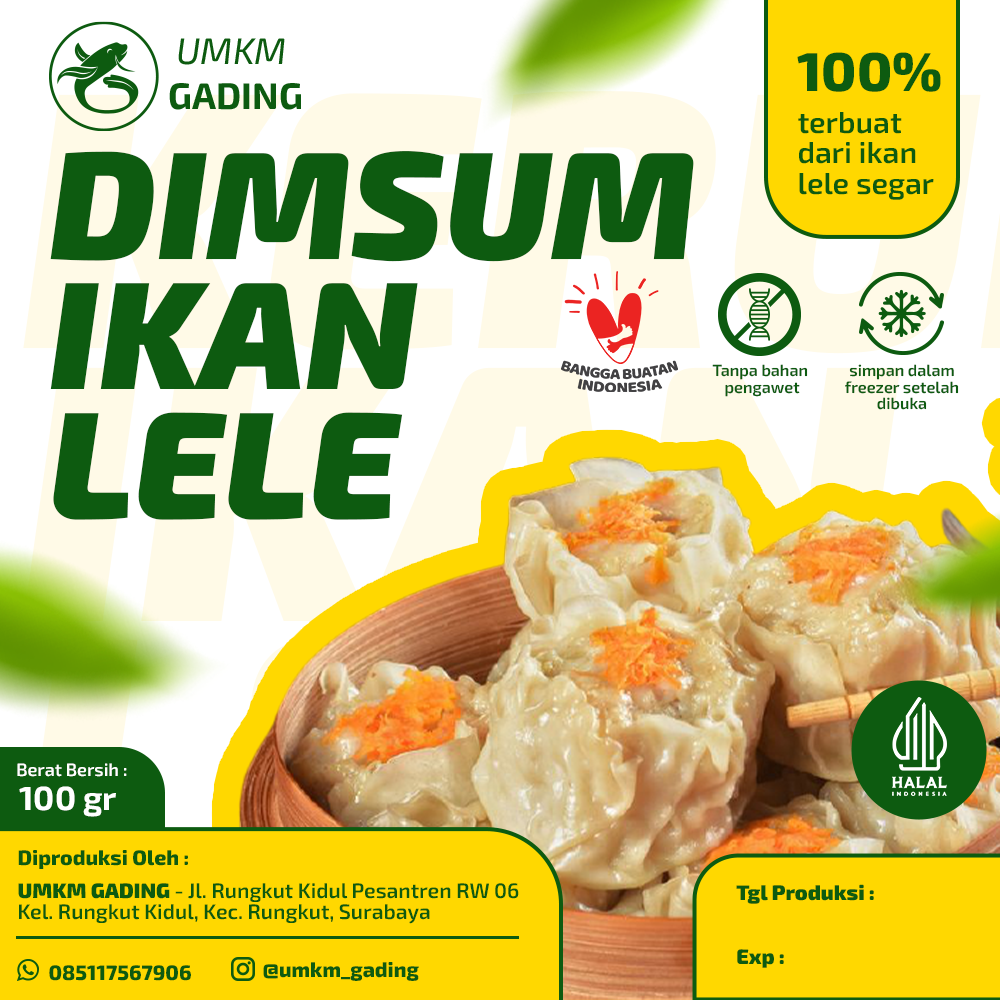 UMKM
GADING
100%
terbuat
dari ikan
lele segar
DIMSUM
IKAN
LELE
BANGGA BUATAN
INDONESIA
Tanpa bahan
pengawet
simpan dalam
freezer setelah
dibuka
HALAL
INDONESIA
Berat Bersih :
100 gr
Diproduksi Oleh :
UMKM GADING - Jl. Rungkut Kidul Pesantren RW 06
Kel. Rungkut Kidul, Kec. Rungkut, Surabaya
085117567906
@umkm_gading
Tgl Produksi :
Exp :